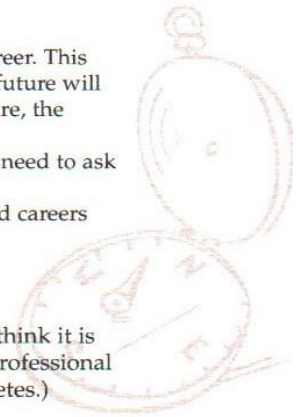 reer. This
future will
re, the
need to ask
d careers
think it is
rofessional
etes.)